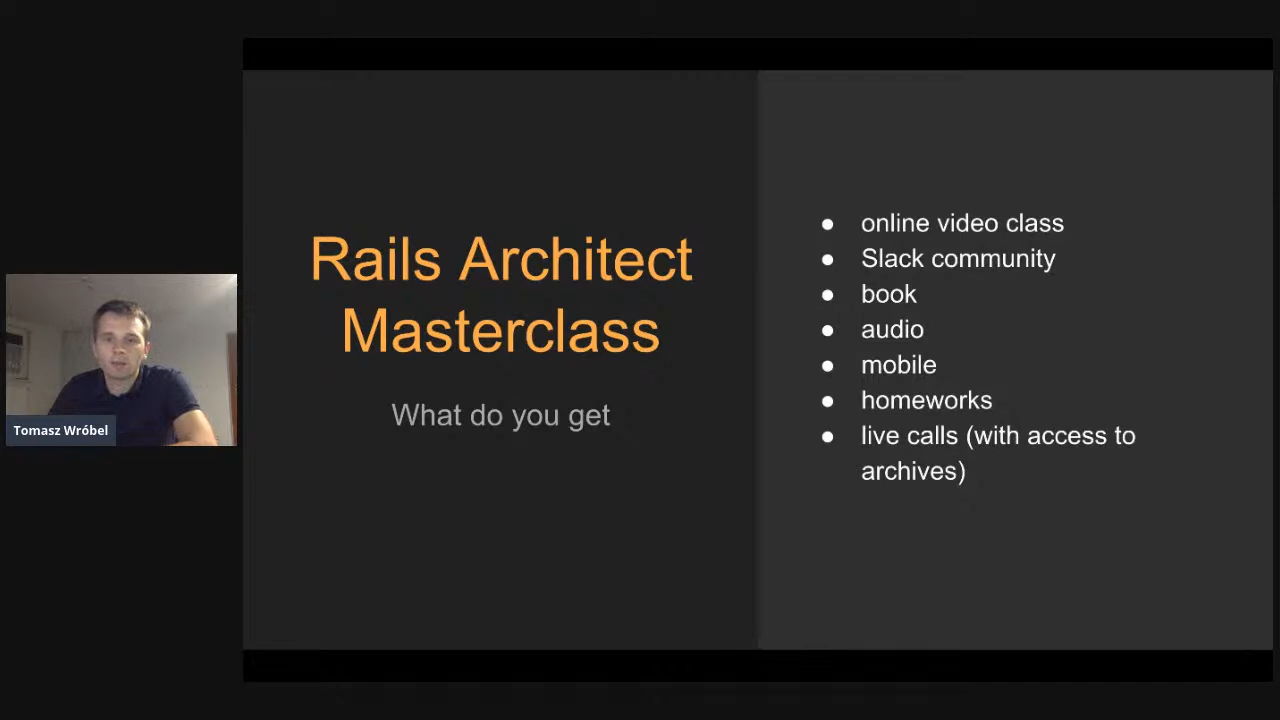 Rails Architect
Masterclass
What do you get
● online video class
● Slack community
● book
● audio
● mobile
● homeworks
● live calls (with access to
archives)
Tomasz Wróbel